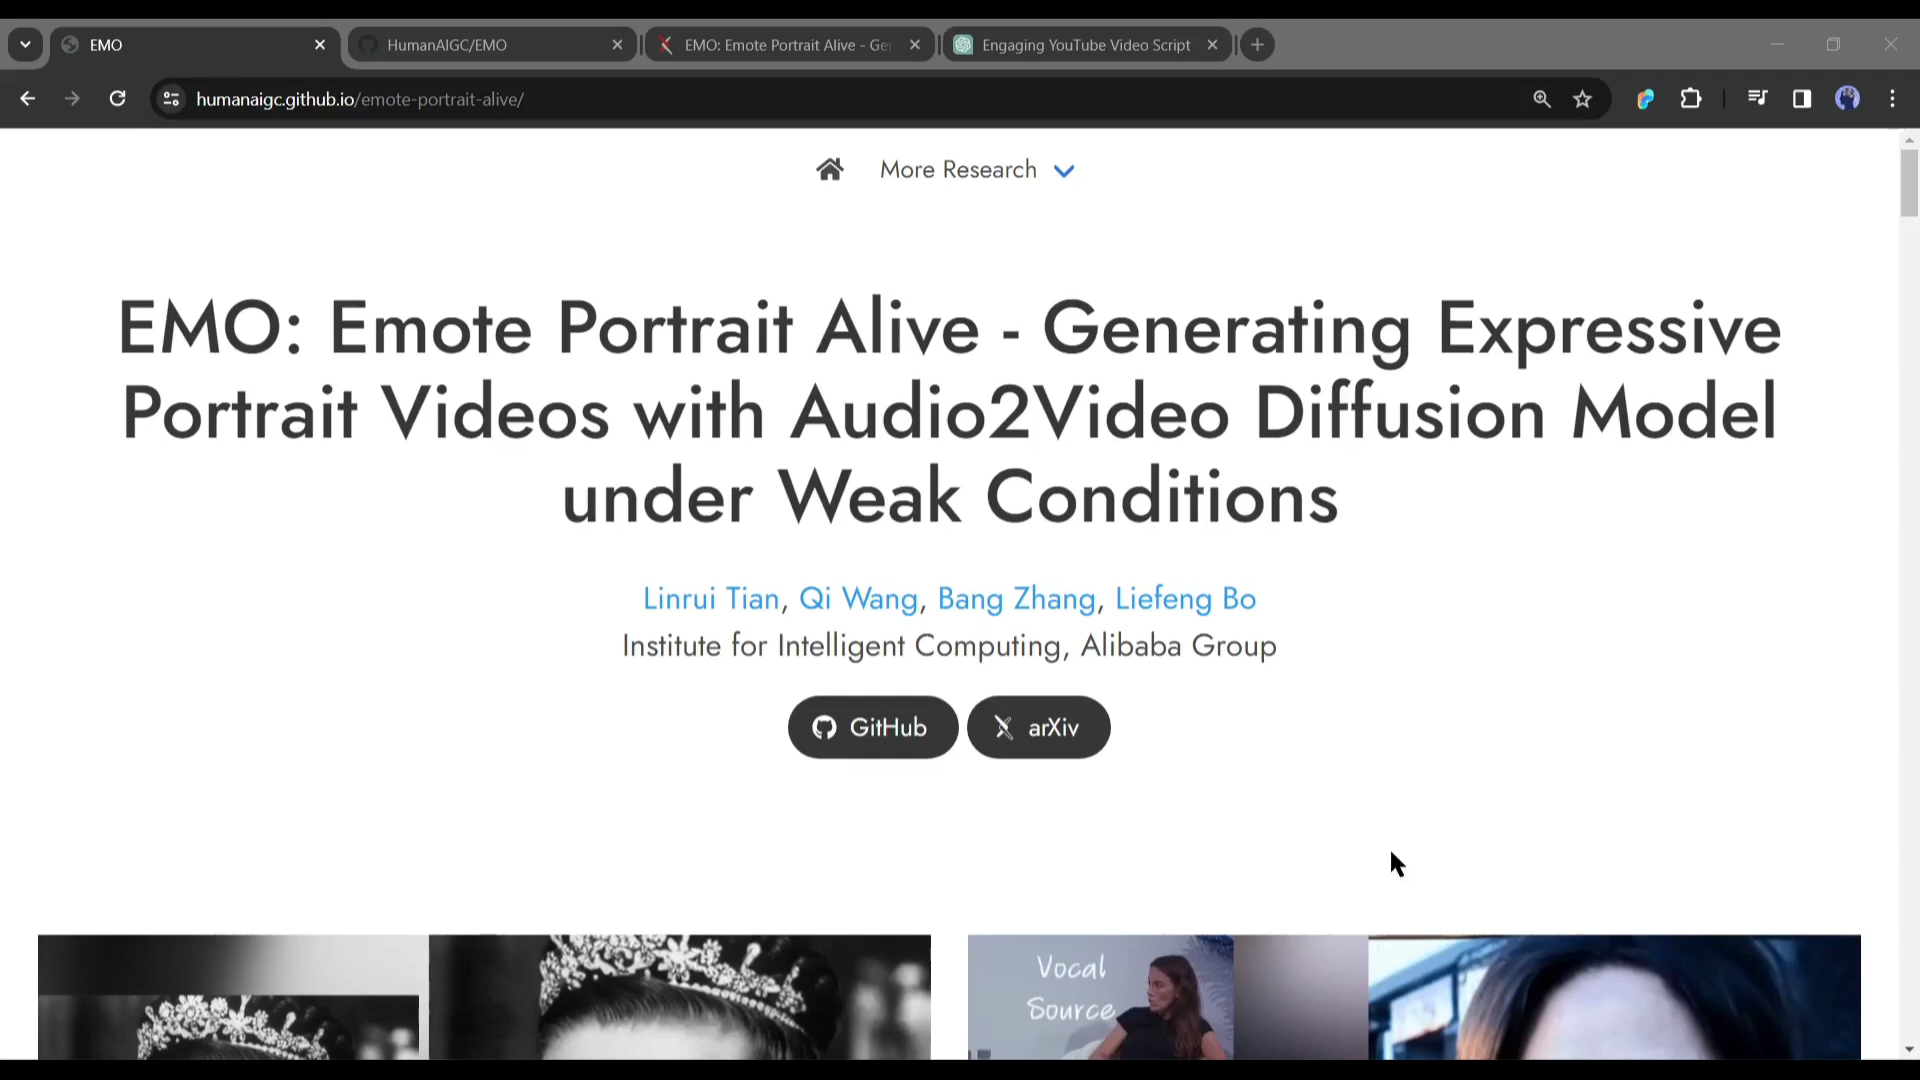 EMO
HumanAIGC/EMO
EMO: Emote Portrait Alive - Ge
Engaging YouTube Video Script
humanaigc.github.io/emote-portrait-alive/
More Research
EMO: Emote Portrait Alive - Generating Expressive
Portrait Videos with Audio2Video Diffusion Model
under Weak Conditions
Linrui Tian, Qi Wang, Bang Zhang, Liefeng Bo
Institute for Intelligent Computing, Alibaba Group
GitHub
arXiv
Vocal
Source